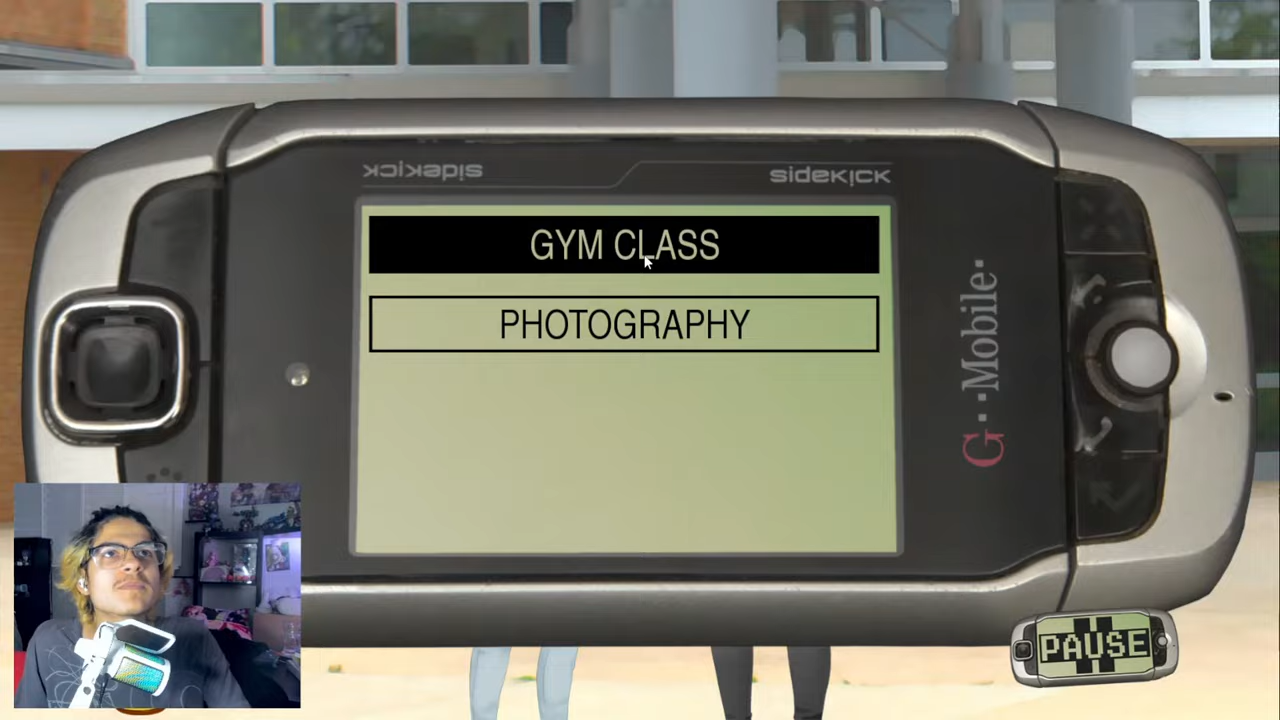 sidekick sidekick
GYM CLASS
PHOTOGRAPHY
T··Mobile·
PAUSE